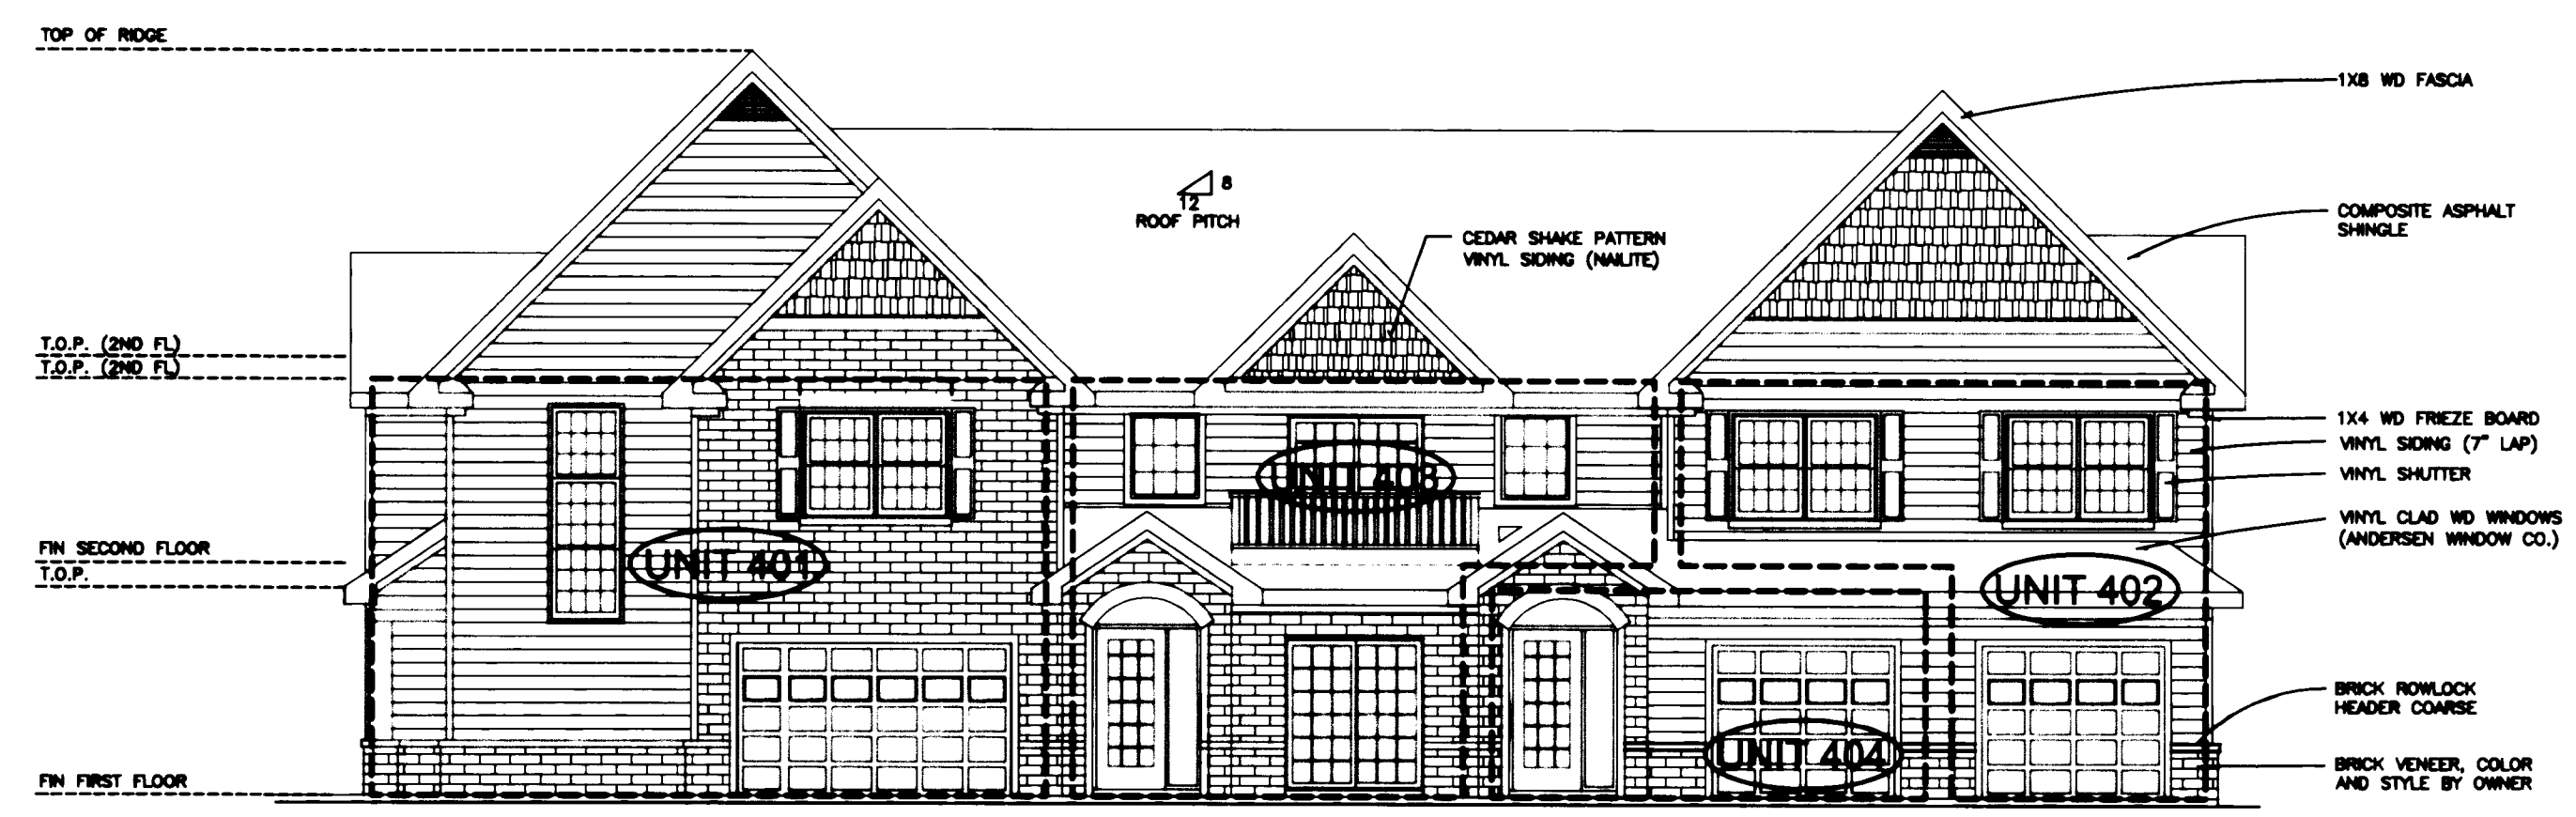 TOP OF RIDGE
1X8 WD FASCIA
8
12
ROOF PITCH
COMPOSITE ASPHALT
SHINGLE
CEDAR SHAKE PATTERN
VINYL SIDING (NAILITE)
T.O.P. (2ND FL)
T.O.P. (2ND FL)
1X4 WD FRIEZE BOARD
VINYL SIDING (7" LAP)
VINYL SHUTTER
UNIT 403
VINYL CLAD WD WINDOWS
(ANDERSEN WINDOW CO.)
FIN SECOND FLOOR
T.O.P.
UNIT 401
UNIT 402
BRICK ROWLOCK
HEADER COARSE
UNIT 404
FIN FIRST FLOOR
BRICK VENEER, COLOR
AND STYLE BY OWNER